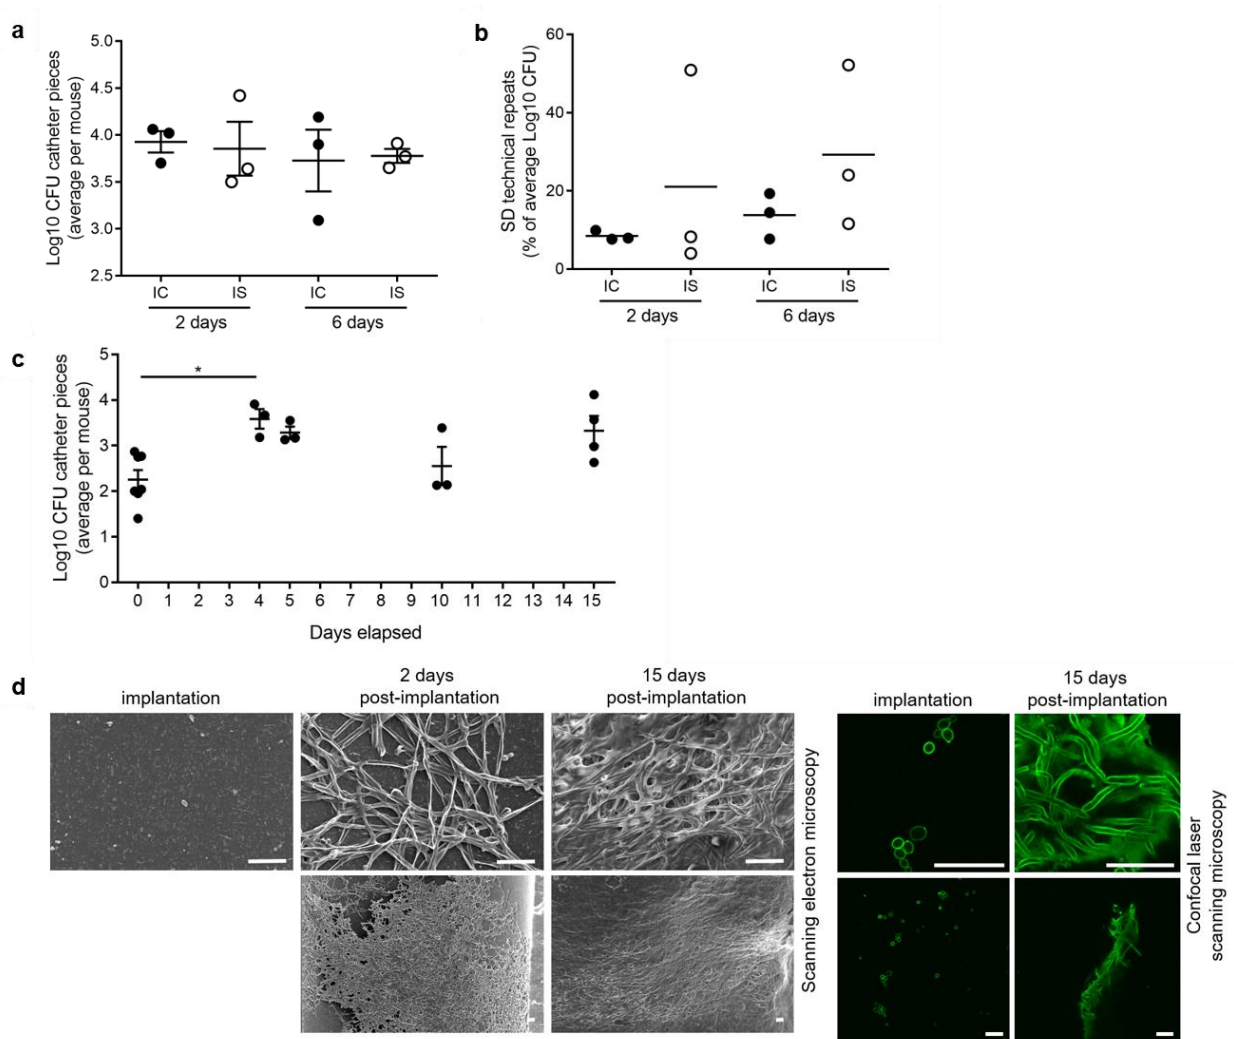 a
5.0
4.5
4.0
3.5
3.0
2.5
Log10 CFU catheter pieces
(average per mouse)
IC IS IC IS
2 days 6 days
b
60
40
20
0
SD technical repeats
(% of average Log10 CFU)
IC IS IC IS
2 days 6 days
c
5
4
3
2
1
0
Log10 CFU catheter pieces
(average per mouse)
*
0 1 2 3 4 5 6 7 8 9 10 11 12 13 14 15
Days elapsed
d
implantation
2 days
post-implantation
15 days
post-implantation
Scanning electron microscopy
implantation
15 days
post-implantation
Confocal laser
scanning microscopy